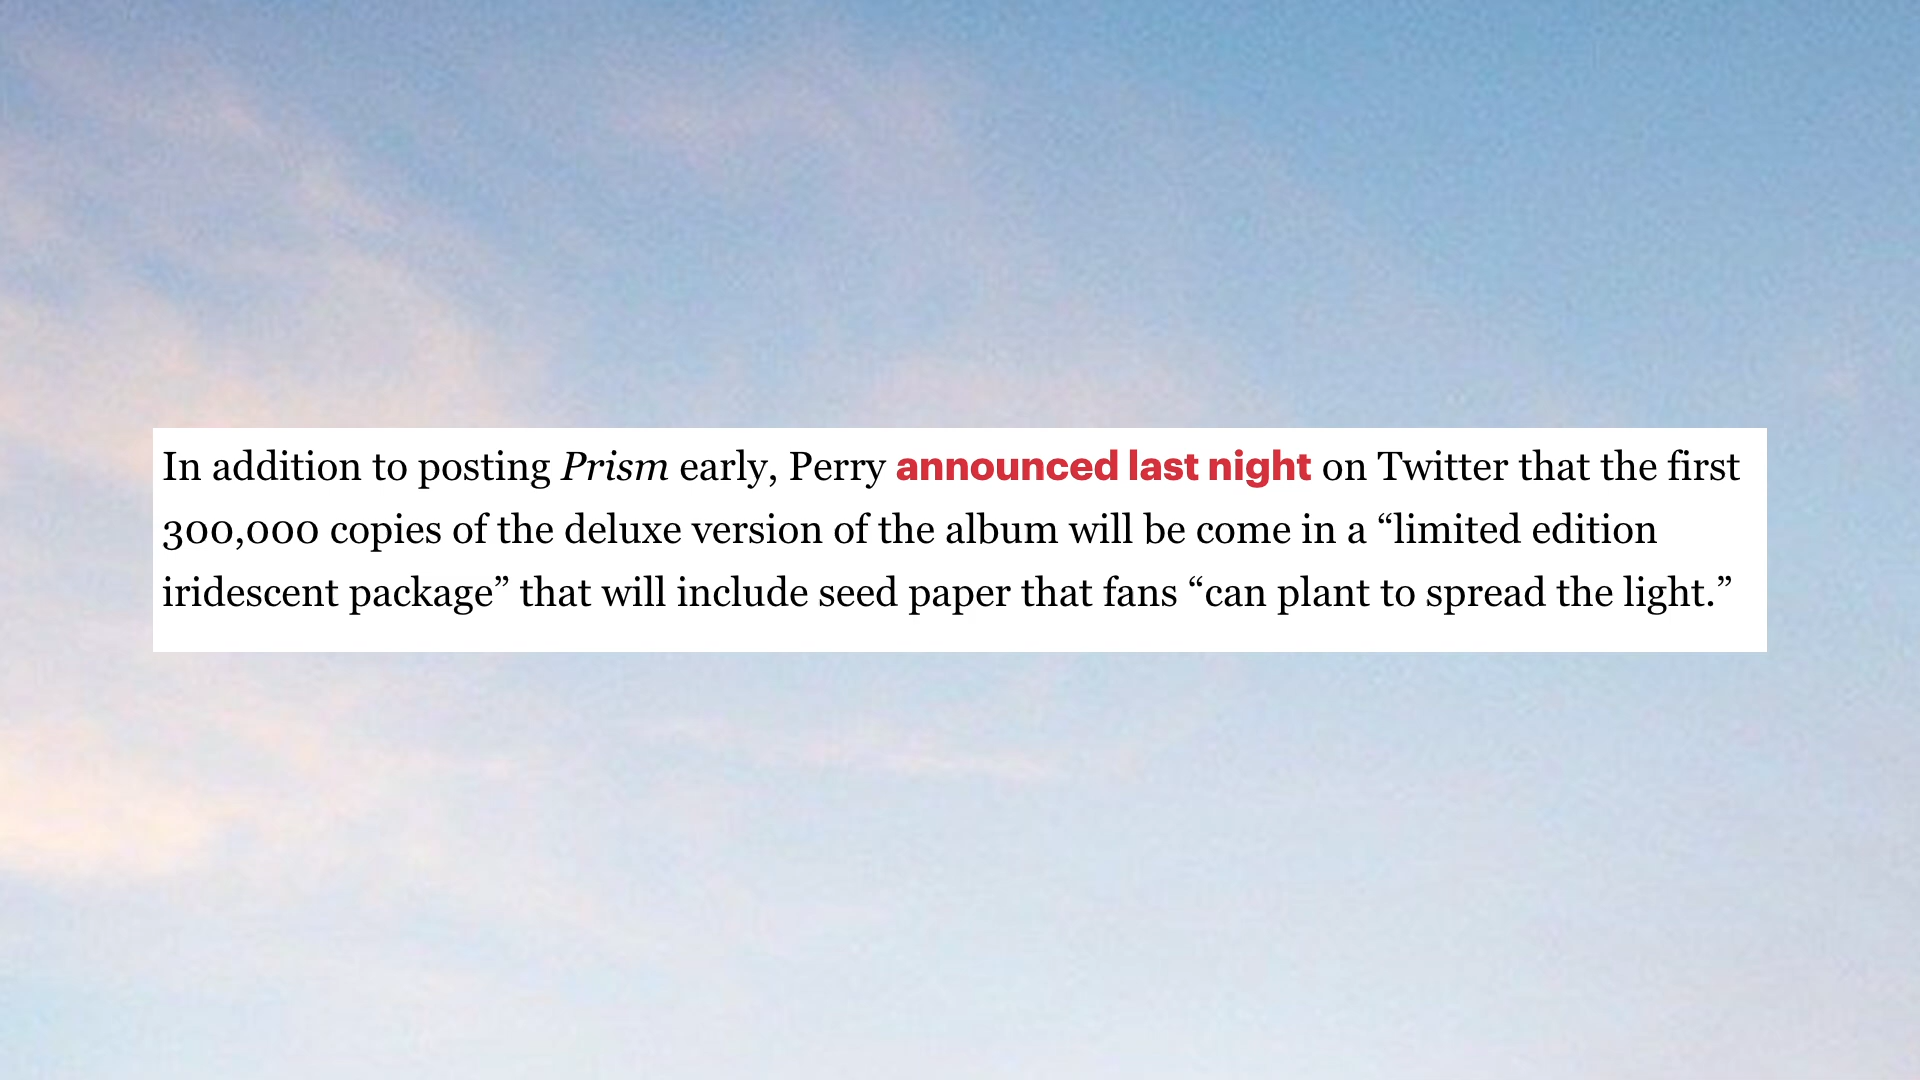 In addition to posting Prism early, Perry announced last night on Twitter that the first
300,000 copies of the deluxe version of the album will be come in a “limited edition
iridescent package” that will include seed paper that fans “can plant to spread the light.”